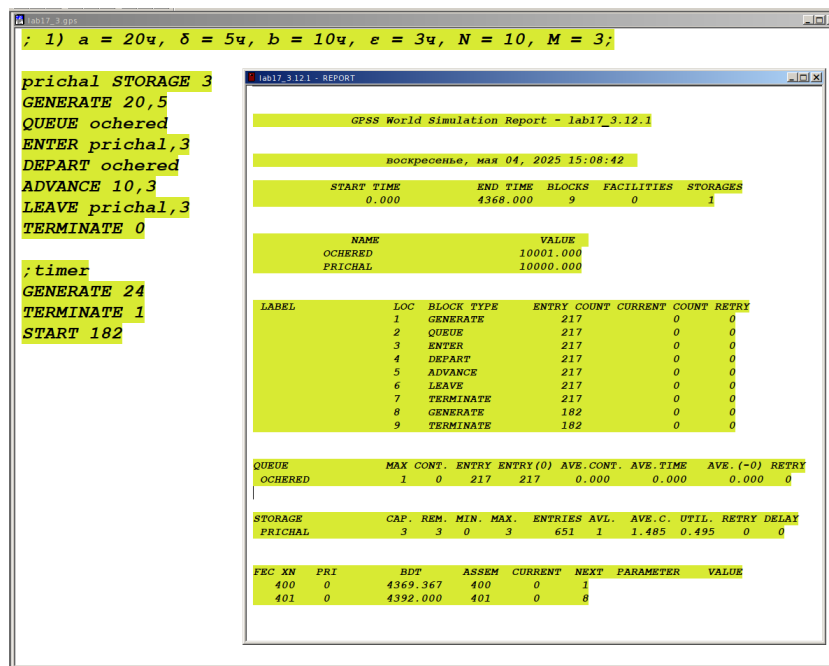 lab17_3.gps
; 1) a = 20ч, δ = 5ч, b = 10ч, ε = 3ч, N = 10, M = 3;
prichal STORAGE 3
GENERATE 20,5
QUEUE ochered
ENTER prichal,3
DEPART ochered
ADVANCE 10,3
LEAVE prichal,3
TERMINATE 0
;timer
GENERATE 24
TERMINATE 1
START 182
lab17_3.12.1 - REPORT
GPSS World Simulation Report - lab17_3.12.1
воскресенье, мая 04, 2025 15:08:42
START TIME END TIME BLOCKS FACILITIES STORAGES
0.000 4368.000 9 0 1
NAME VALUE
OCHERED 10001.000
PRICHAL 10000.000
LABEL LOC BLOCK TYPE ENTRY COUNT CURRENT COUNT RETRY
1 GENERATE 217 0 0
2 QUEUE 217 0 0
3 ENTER 217 0 0
4 DEPART 217 0 0
5 ADVANCE 217 0 0
6 LEAVE 217 0 0
7 TERMINATE 217 0 0
8 GENERATE 182 0 0
9 TERMINATE 182 0 0
QUEUE MAX CONT. ENTRY ENTRY(0) AVE.CONT. AVE.TIME AVE.(-0) RETRY
OCHERED 1 0 217 217 0.000 0.000 0.000 0
STORAGE CAP. REM. MIN. MAX. ENTRIES AVL. AVE.C. UTIL. RETRY DELAY
PRICHAL 3 3 0 3 651 1 1.485 0.495 0 0
FEC XN PRI BDT ASSEM CURRENT NEXT PARAMETER VALUE
400 0 4369.367 400 0 1
401 0 4392.000 401 0 8